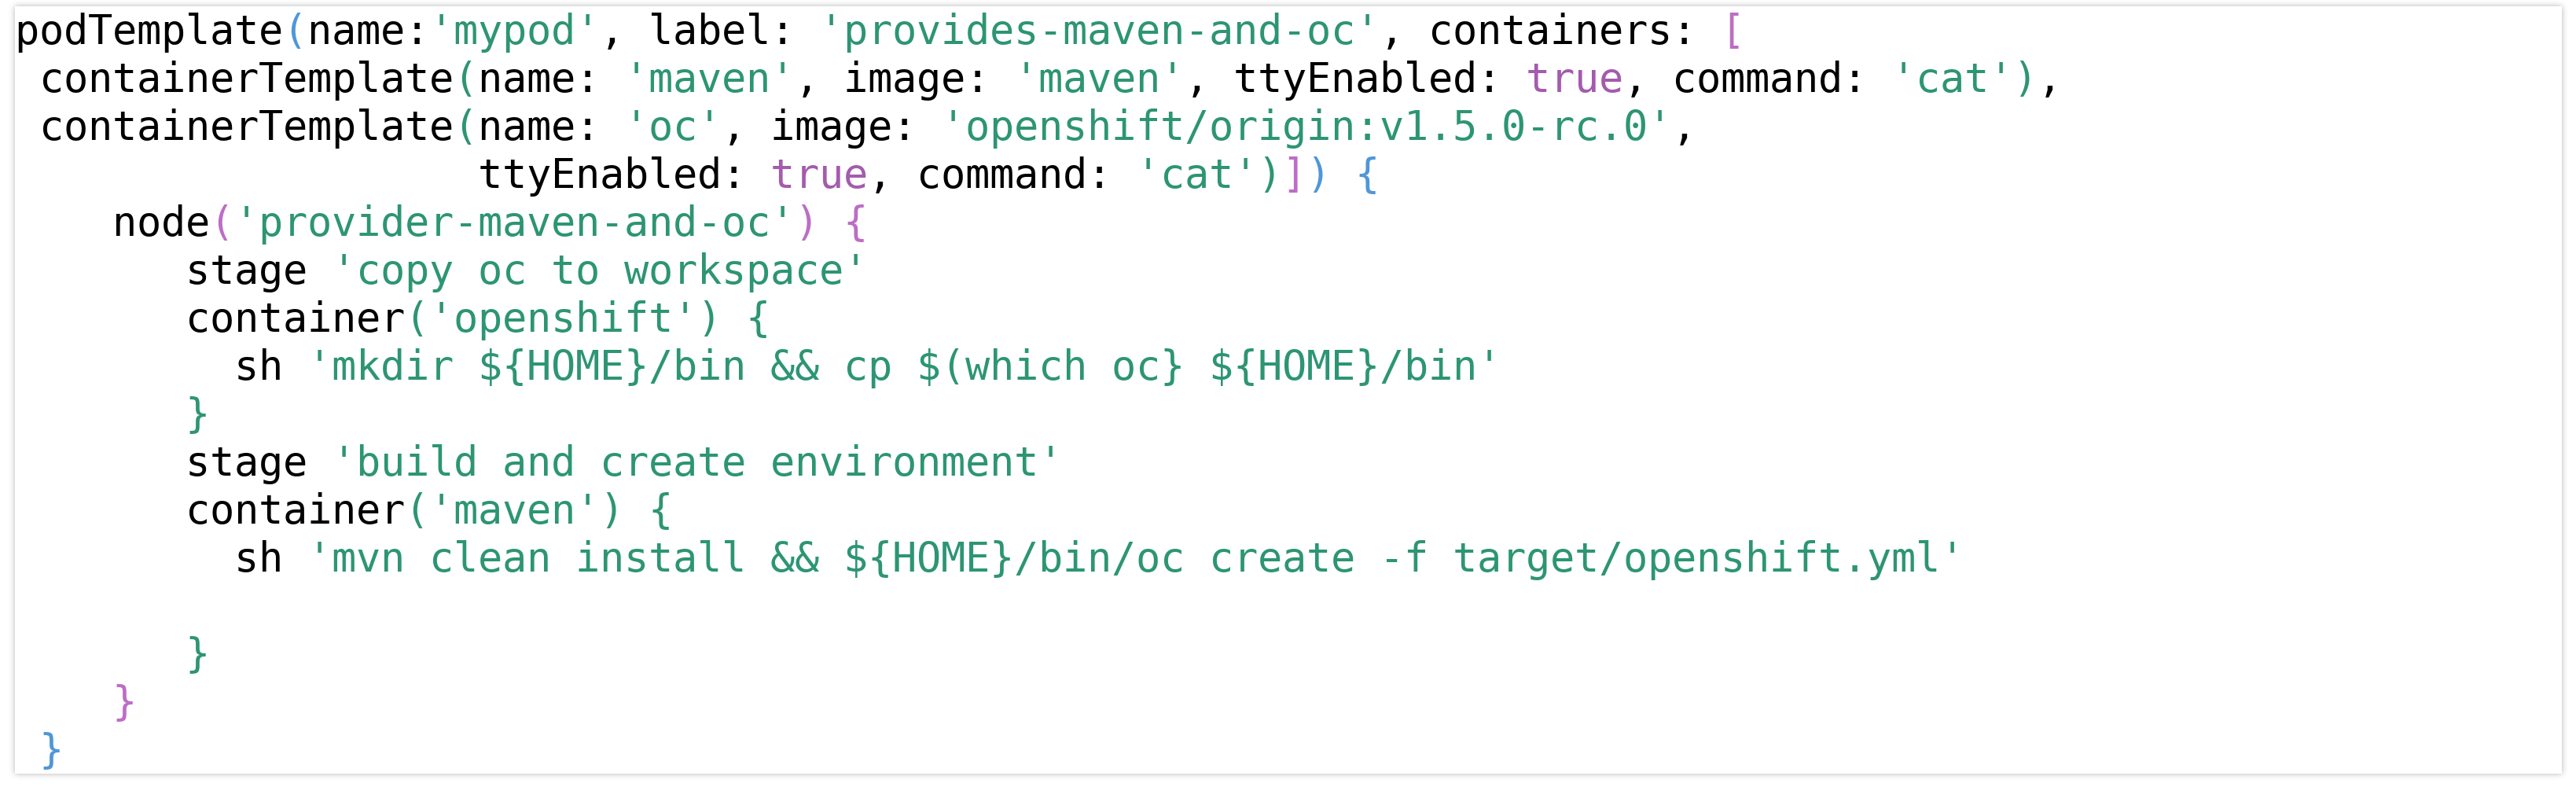 podTemplate(name:'mypod', label: 'provides-maven-and-oc', containers: [
 containerTemplate(name: 'maven', image: 'maven', ttyEnabled: true, command: 'cat'),
 containerTemplate(name: 'oc', image: 'openshift/origin:v1.5.0-rc.0',
                   ttyEnabled: true, command: 'cat')]) {
    node('provider-maven-and-oc') {
       stage 'copy oc to workspace'
       container('openshift') {
         sh 'mkdir ${HOME}/bin && cp $(which oc} ${HOME}/bin'
       }
       stage 'build and create environment'
       container('maven') {
         sh 'mvn clean install && ${HOME}/bin/oc create -f target/openshift.yml'

       }
    }
 }